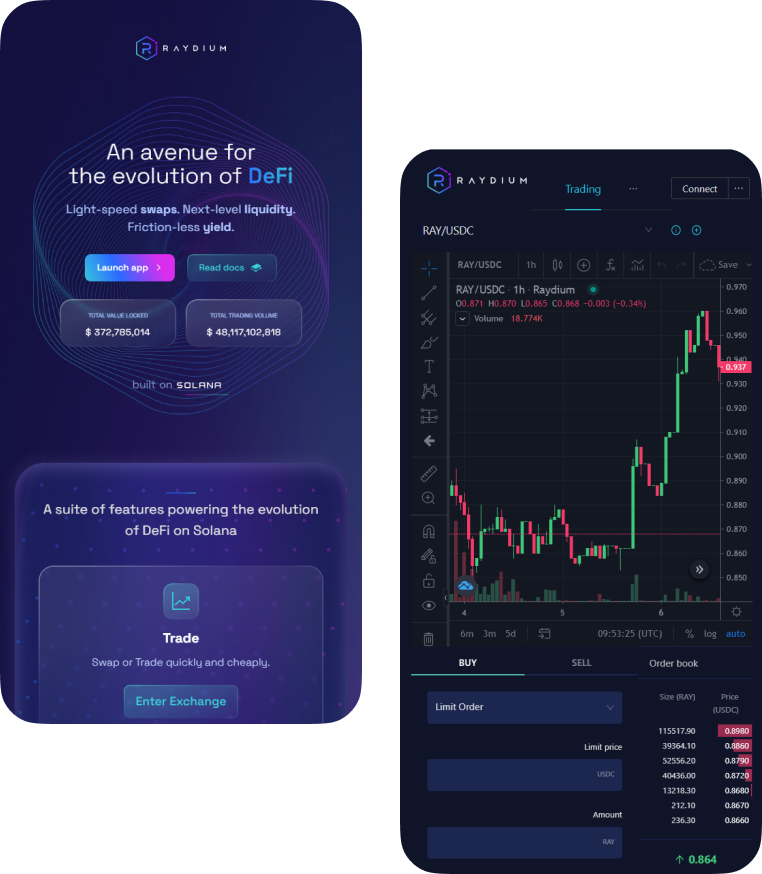 RAYDIUM
An avenue for
the evolution of DeFi
Light-speed swaps. Next-level liquidity.
Friction-less yield.
Launch app
Read docs
TOTAL VALUE LOCKED
$ 372,785,014
TOTAL TRADING VOLUME
$ 48,117,102,818
built on SOLANA
A suite of features powering the evolution
of DeFi on Solana
Trade
Swap or Trade quickly and cheaply.
Enter Exchange
RAYDIUM
Trading
Connect
RAY/USDC
RAY/USDC 1h Save
RAY/USDC · 1h · Raydium
O0.871 H0.870 L0.865 C0.868 −0.003 (−0.34%)
Volume 18.774K
0.970
0.960
0.950
0.940
0.937
0.930
0.920
0.910
0.900
0.890
0.880
0.870
0.860
0.850
4 5 6
6m 3m 5d 09:53:25 (UTC) % log auto
BUY SELL Order book
Limit Order
Limit price
USDC
Amount
RAY
Size (RAY) Price
(USDC)
115517.90 0.8980
39364.10 0.8860
52556.20 0.8790
40436.00 0.8720
13218.30 0.8680
212.10 0.8670
236.30 0.8660
↑ 0.864